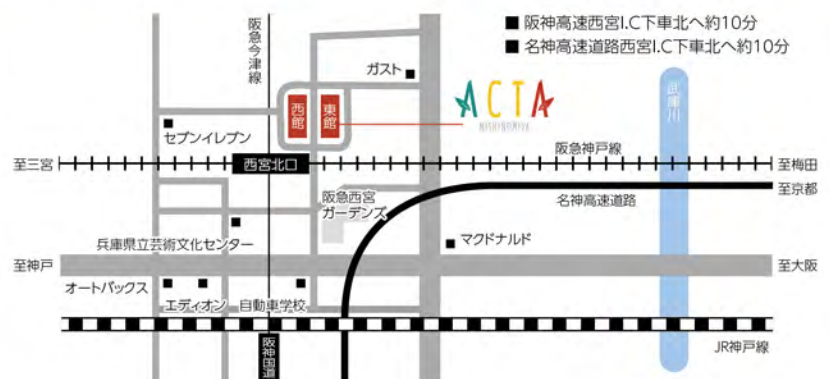 ■ 阪神高速西宮I.C下車北へ約10分
■ 名神高速道路西宮I.C下車北へ約10分
阪急今津線
ガスト
西館
東館
ACTA
NISHINOMIYA
武庫川
セブンイレブン
阪急神戸線
至三宮
西宮北口
至梅田
至京都
阪急西宮
ガーデンズ
名神高速道路
兵庫県立芸術文化センター
マクドナルド
至神戸
至大阪
オートバックス
エディオン
自動車学校
阪神国道
JR神戸線